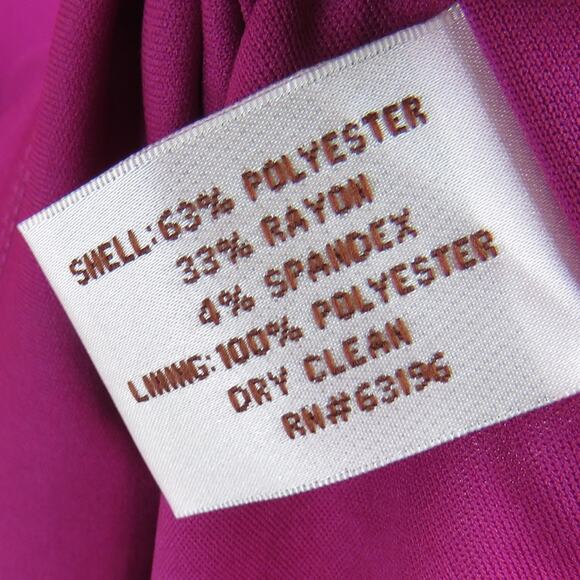 SHELL: 63% POLYESTER
33% RAYON
4% SPANDEX
LINING: 100% POLYESTER
DRY CLEAN
RN#63196